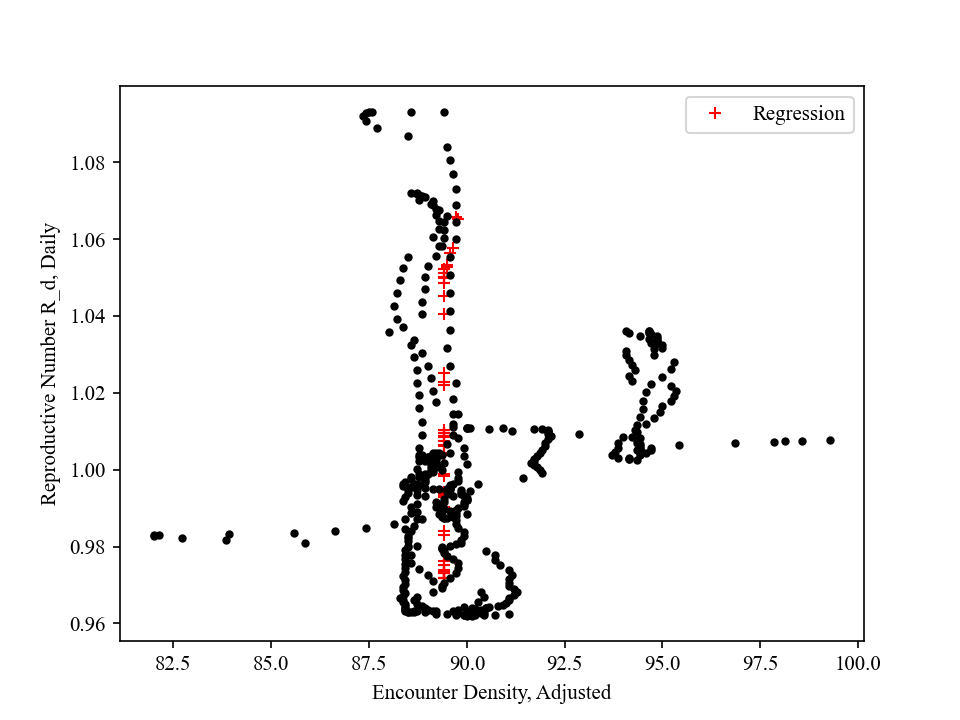 Regression
1.08
1.06
1.04
1.02
1.00
0.98
0.96
Reproductive Number R_d, Daily
82.5 85.0 87.5 90.0 92.5 95.0 97.5 100.0
Encounter Density, Adjusted